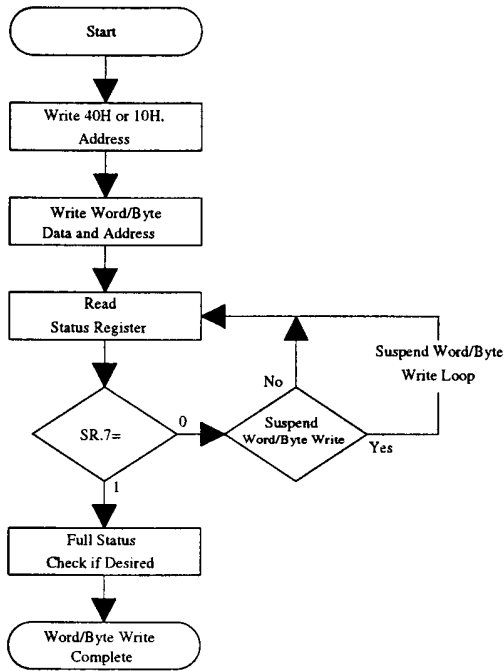 Start
Write 40H or 10H,
Address
Write Word/Byte
Data and Address
Read
Status Register
Suspend Word/Byte
Write Loop
No
SR.7=
0
Suspend
Word/Byte Write
Yes
1
Full Status
Check if Desired
Word/Byte Write
Complete